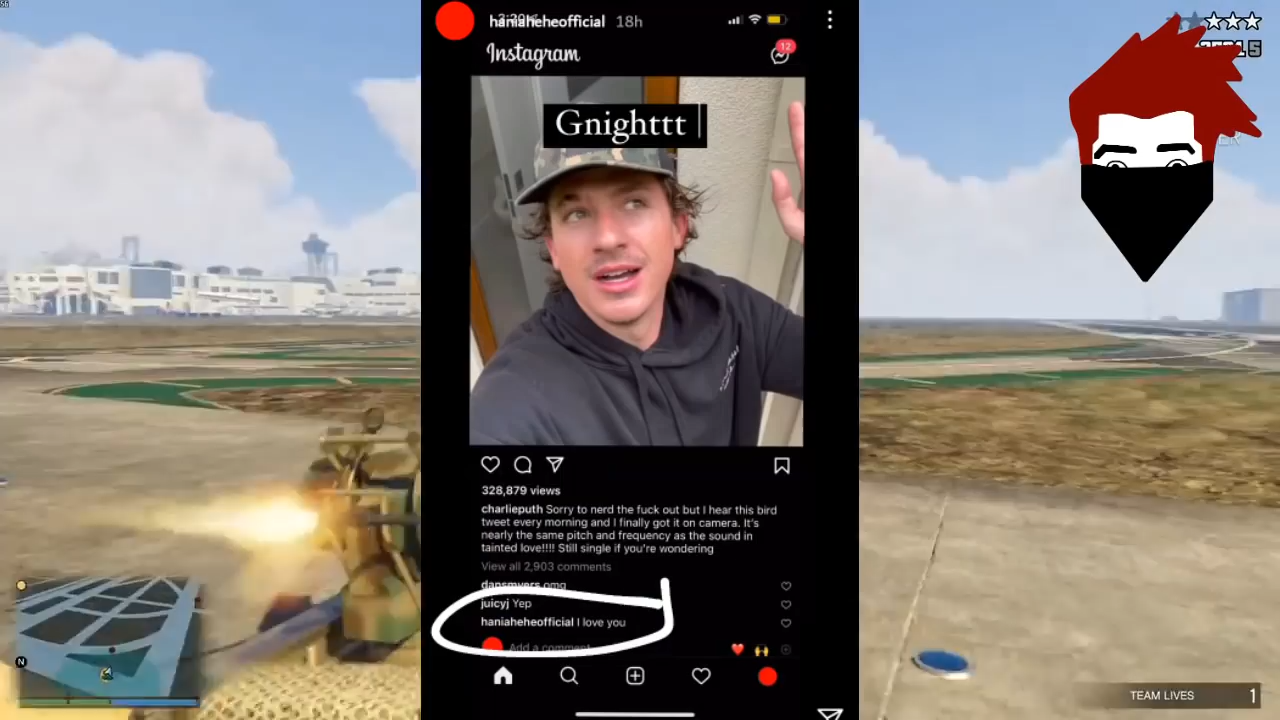 56
haniaheheofficial 18h
Instagram
12
Gnighttt
328,879 views
charlieputh Sorry to nerd the fuck out but I hear this bird
tweet every morning and I finally got it on camera. It's
nearly the same pitch and frequency as the sound in
tainted love!!!! Still single if you're wondering
View all 2,903 comments
dansmyers omg
juicyj Yep
haniaheheofficial I love you
Add a comment
N
TEAM LIVES 1